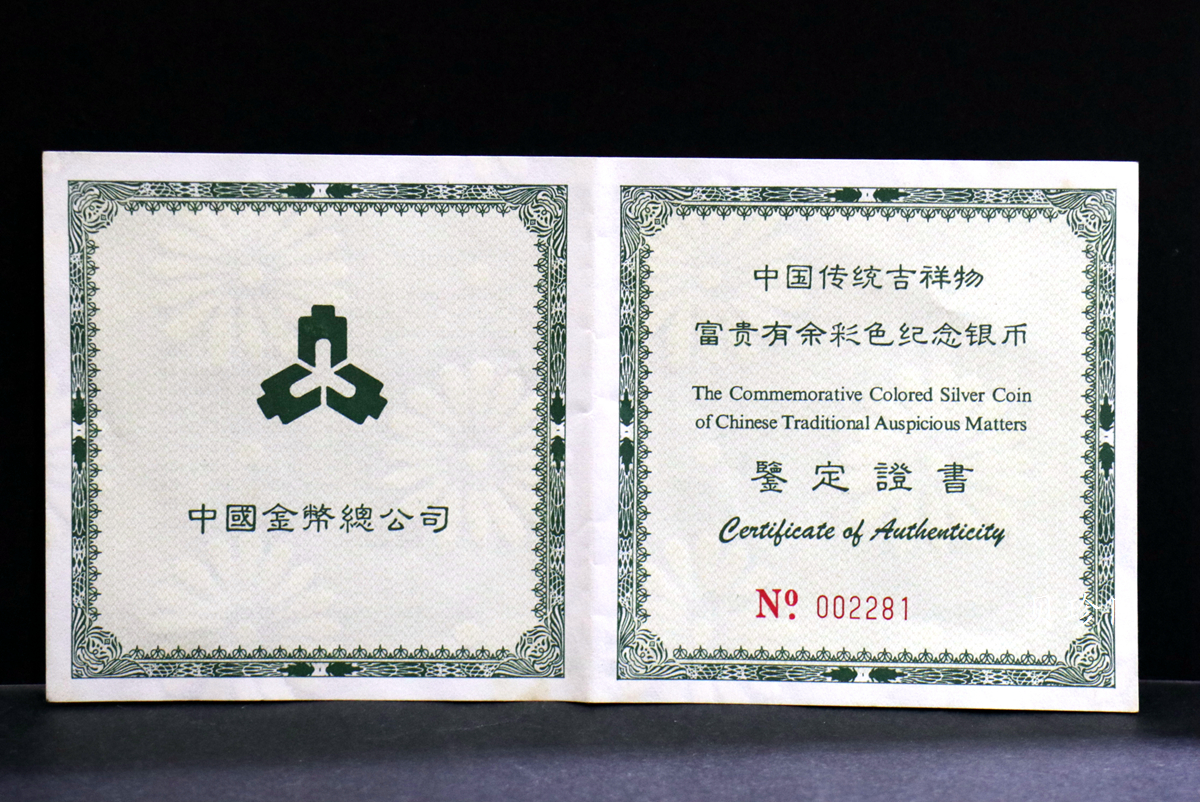 中國金幣總公司
中国传统吉祥物
富贵有余彩色纪念银币
The Commemorative Colored Silver Coin
of Chinese Traditional Auspicious Matters
鑒定證書
Certificate of Authenticity
Nº. 002281